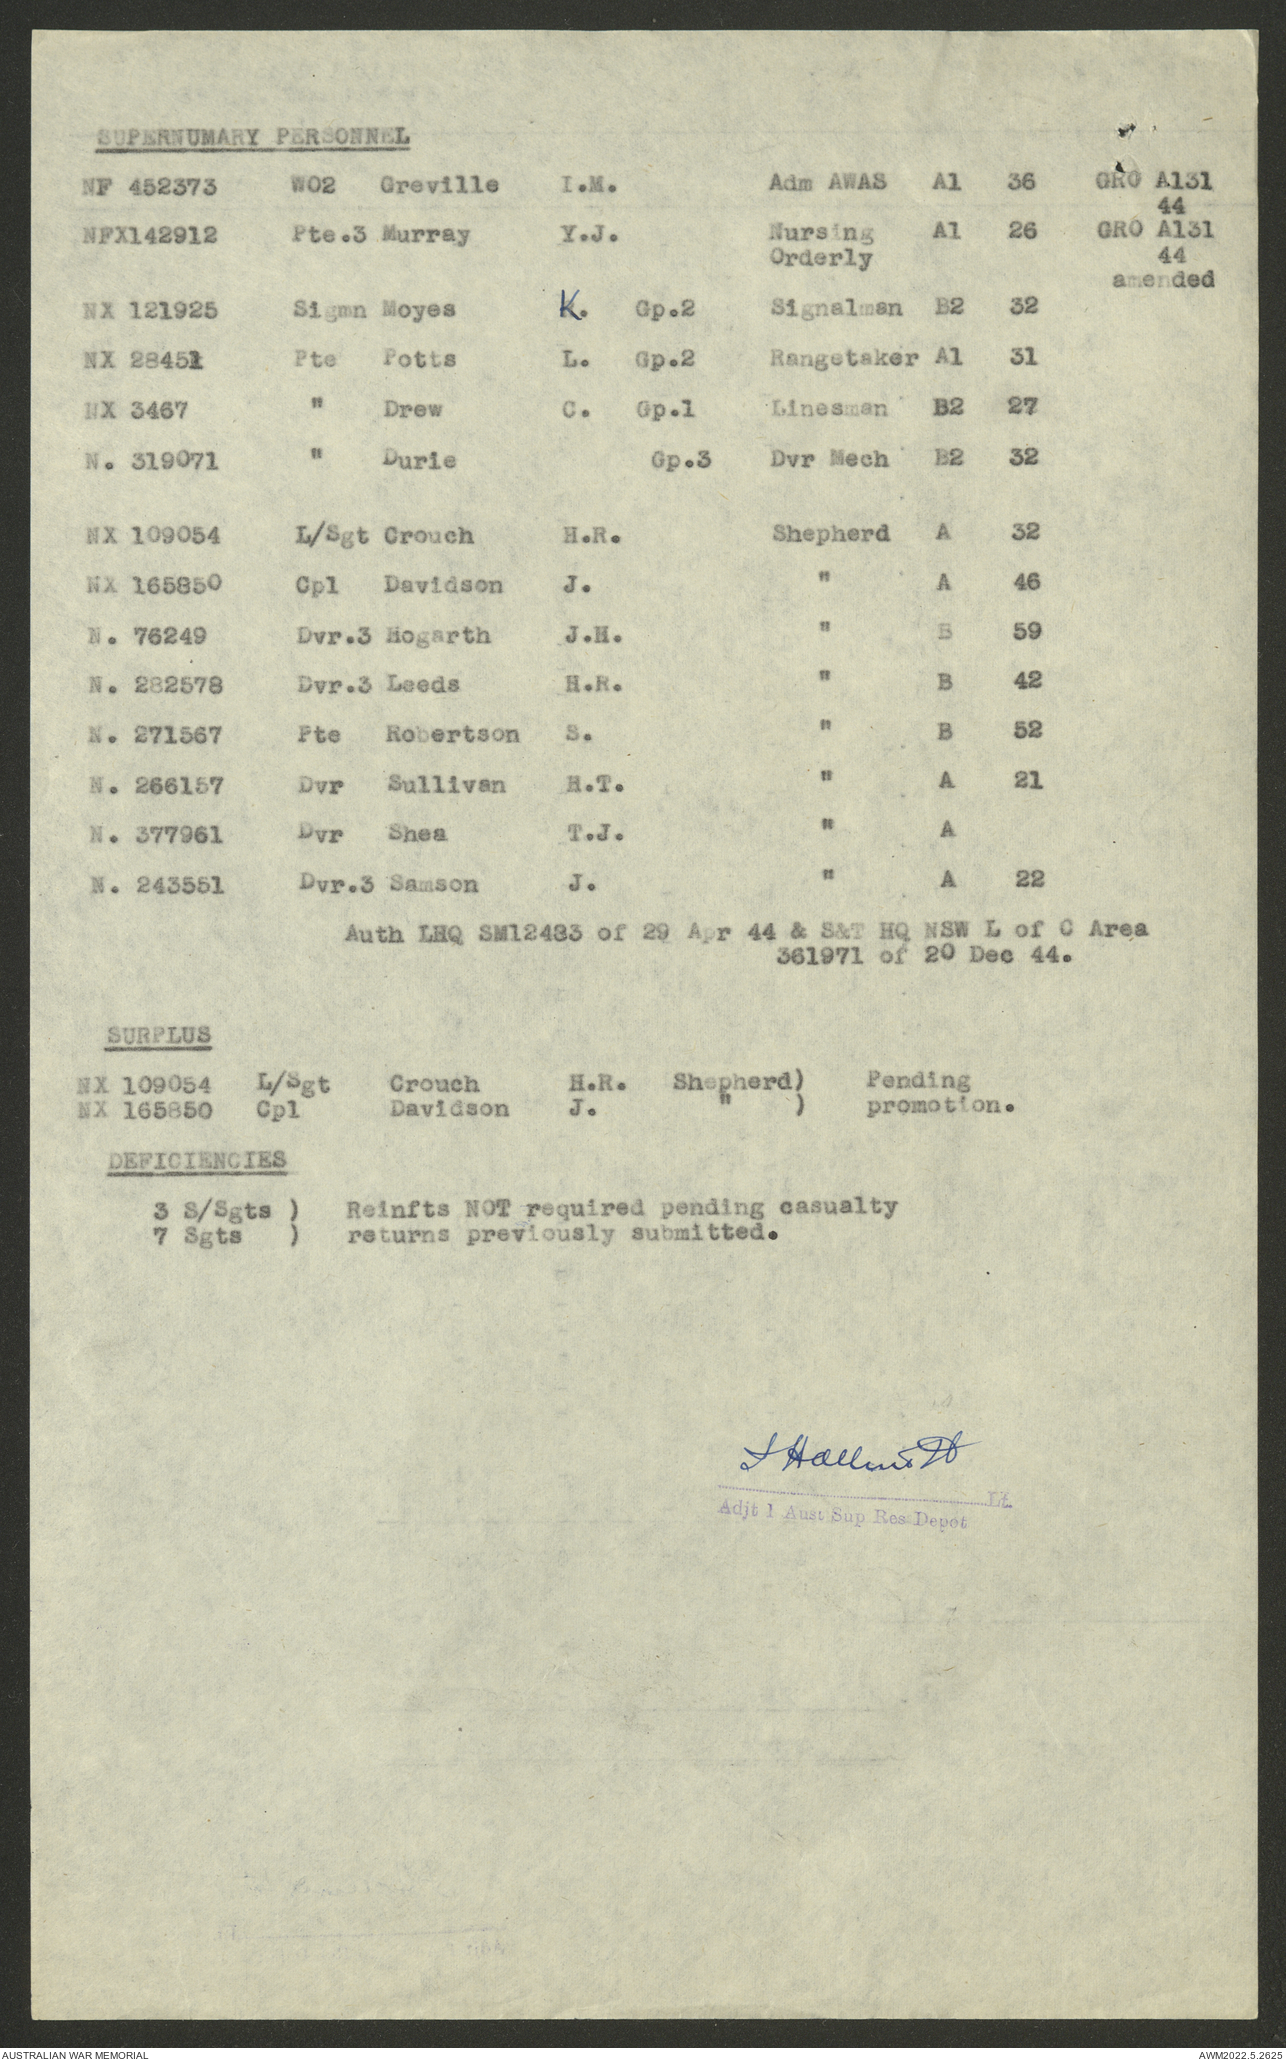 SUPERNUMARY PERSONNEL
NF 452373 WO2 Greville I.M. Adm AWAS A1 36 GRO A131
44
NFX142912 Pte.3 Murray Y.J. Nursing A1 26 GRO A131
Orderly 44
amended
NX 121925 Sigmn Moyes K. Gp.2 Signalman B2 32
NX 28451 Pte Potts L. Gp.2 Rangetaker A1 31
NX 3467 " Drew C. Gp.1 Linesman B2 27
N. 319071 " Durie Gp.3 Dvr Mech B2 32
NX 109054 L/Sgt Crouch H.R. Shepherd A 32
NX 165850 Cpl Davidson J. " A 46
N. 76249 Dvr.3 Hogarth J.H. " B 59
N. 282578 Dvr.3 Leeds H.R. " B 42
N. 271567 Pte Robertson S. " B 52
N. 266157 Dvr Sullivan H.T. " A 21
N. 377961 Dvr Shea T.J. " A
N. 243551 Dvr.3 Samson J. " A 22
Auth LHQ SM12483 of 29 Apr 44 & S&T HQ NSW L of C Area
361971 of 20 Dec 44.
SURPLUS
NX 109054 L/Sgt Crouch H.R. Shepherd) Pending
NX 165850 Cpl Davidson J. " ) promotion.
DEFICIENCIES
3 S/Sgts ) Reinfts NOT required pending casualty
7 Sgts ) returns previously submitted.
Lt.
Adjt 1 Aust Sup Res Depot
AUSTRALIAN WAR MEMORIAL
AWM2022.5.2625